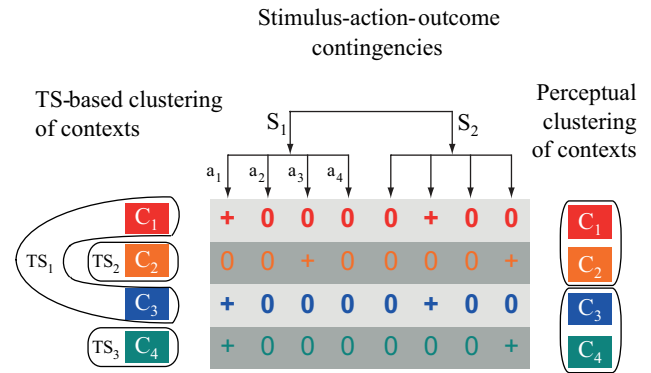 Stimulus-action-outcome
contingencies
TS-based clustering
of contexts
Perceptual
clustering
of contexts
S1 S2
a1 a2 a3 a4
C1 + 0 0 0 0 + 0 0 C1
TS1 TS2 C2 0 0 + 0 0 0 0 + C2
C3 + 0 0 0 0 + 0 0 C3
TS3 C4 + 0 0 0 0 0 0 + C4